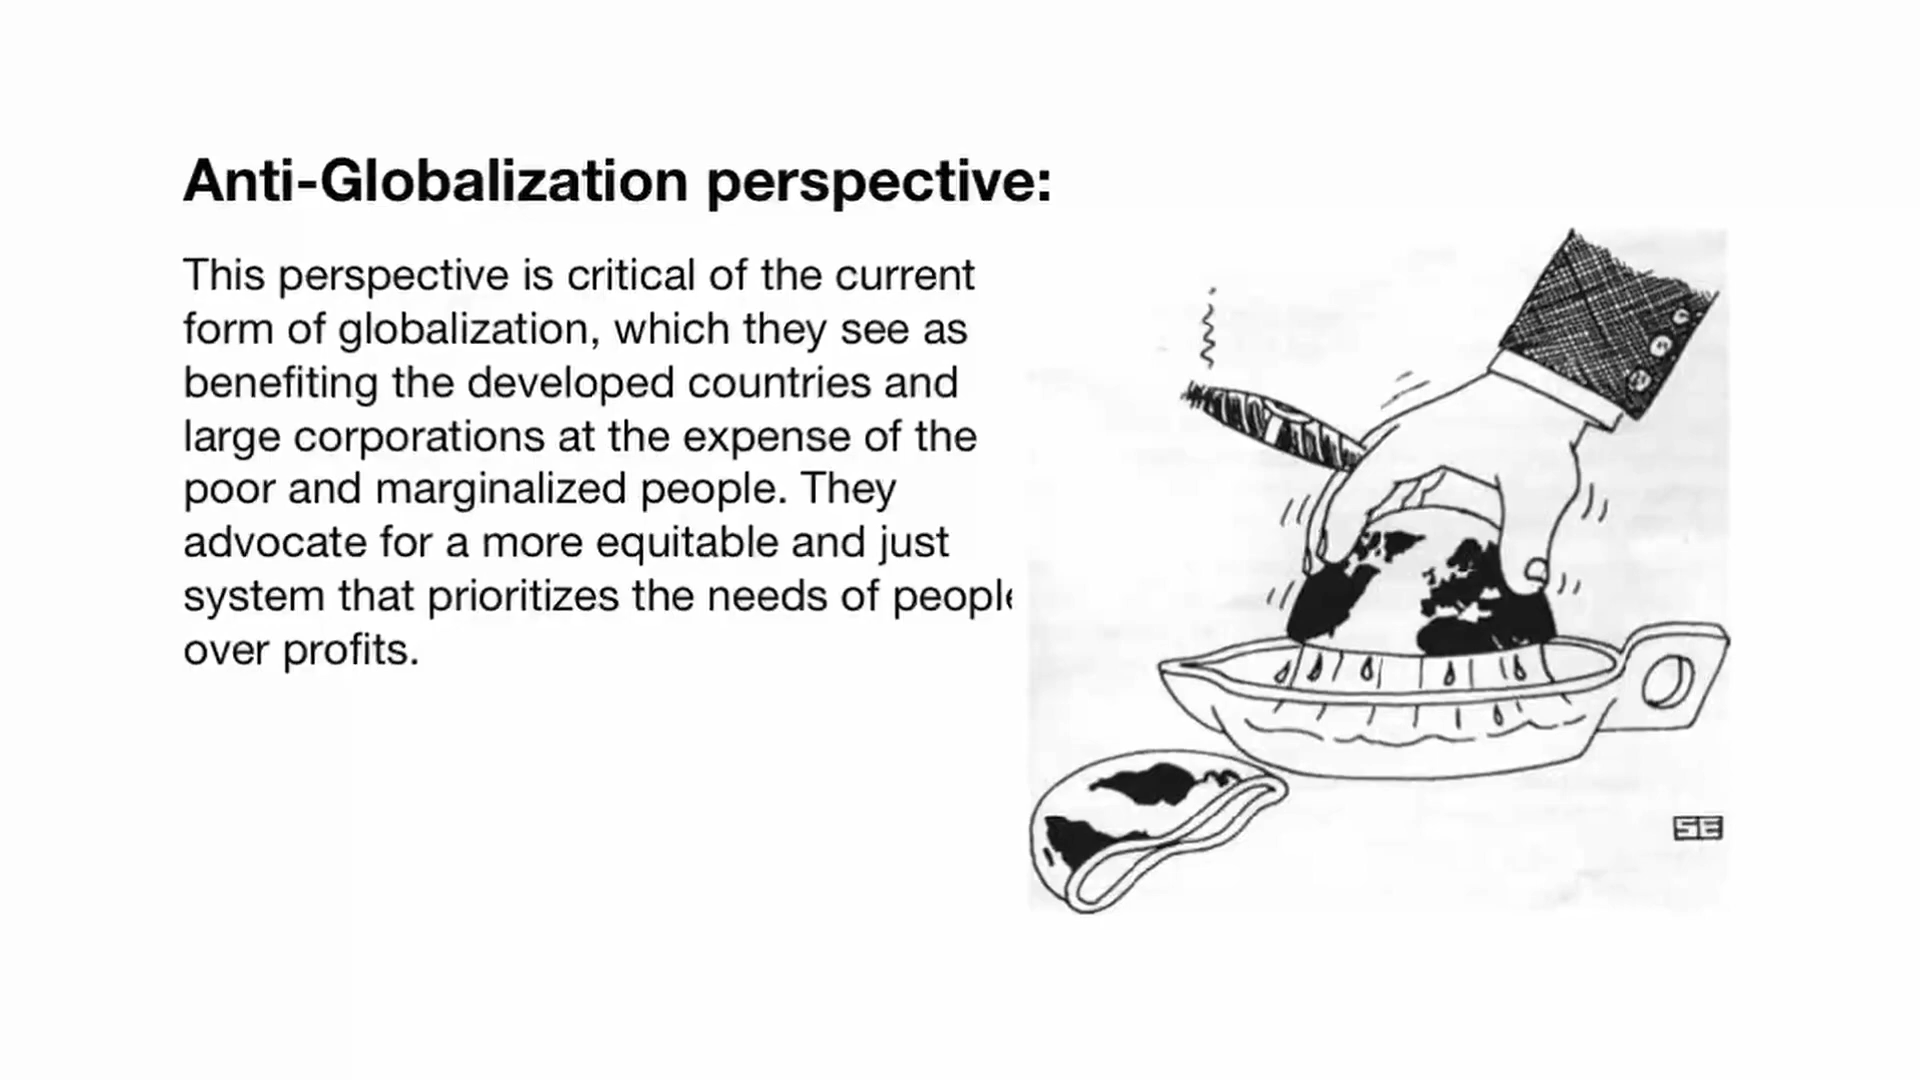 Anti-Globalization perspective:
This perspective is critical of the current
form of globalization, which they see as
benefiting the developed countries and
large corporations at the expense of the
poor and marginalized people. They
advocate for a more equitable and just
system that prioritizes the needs of people
over profits.
SE